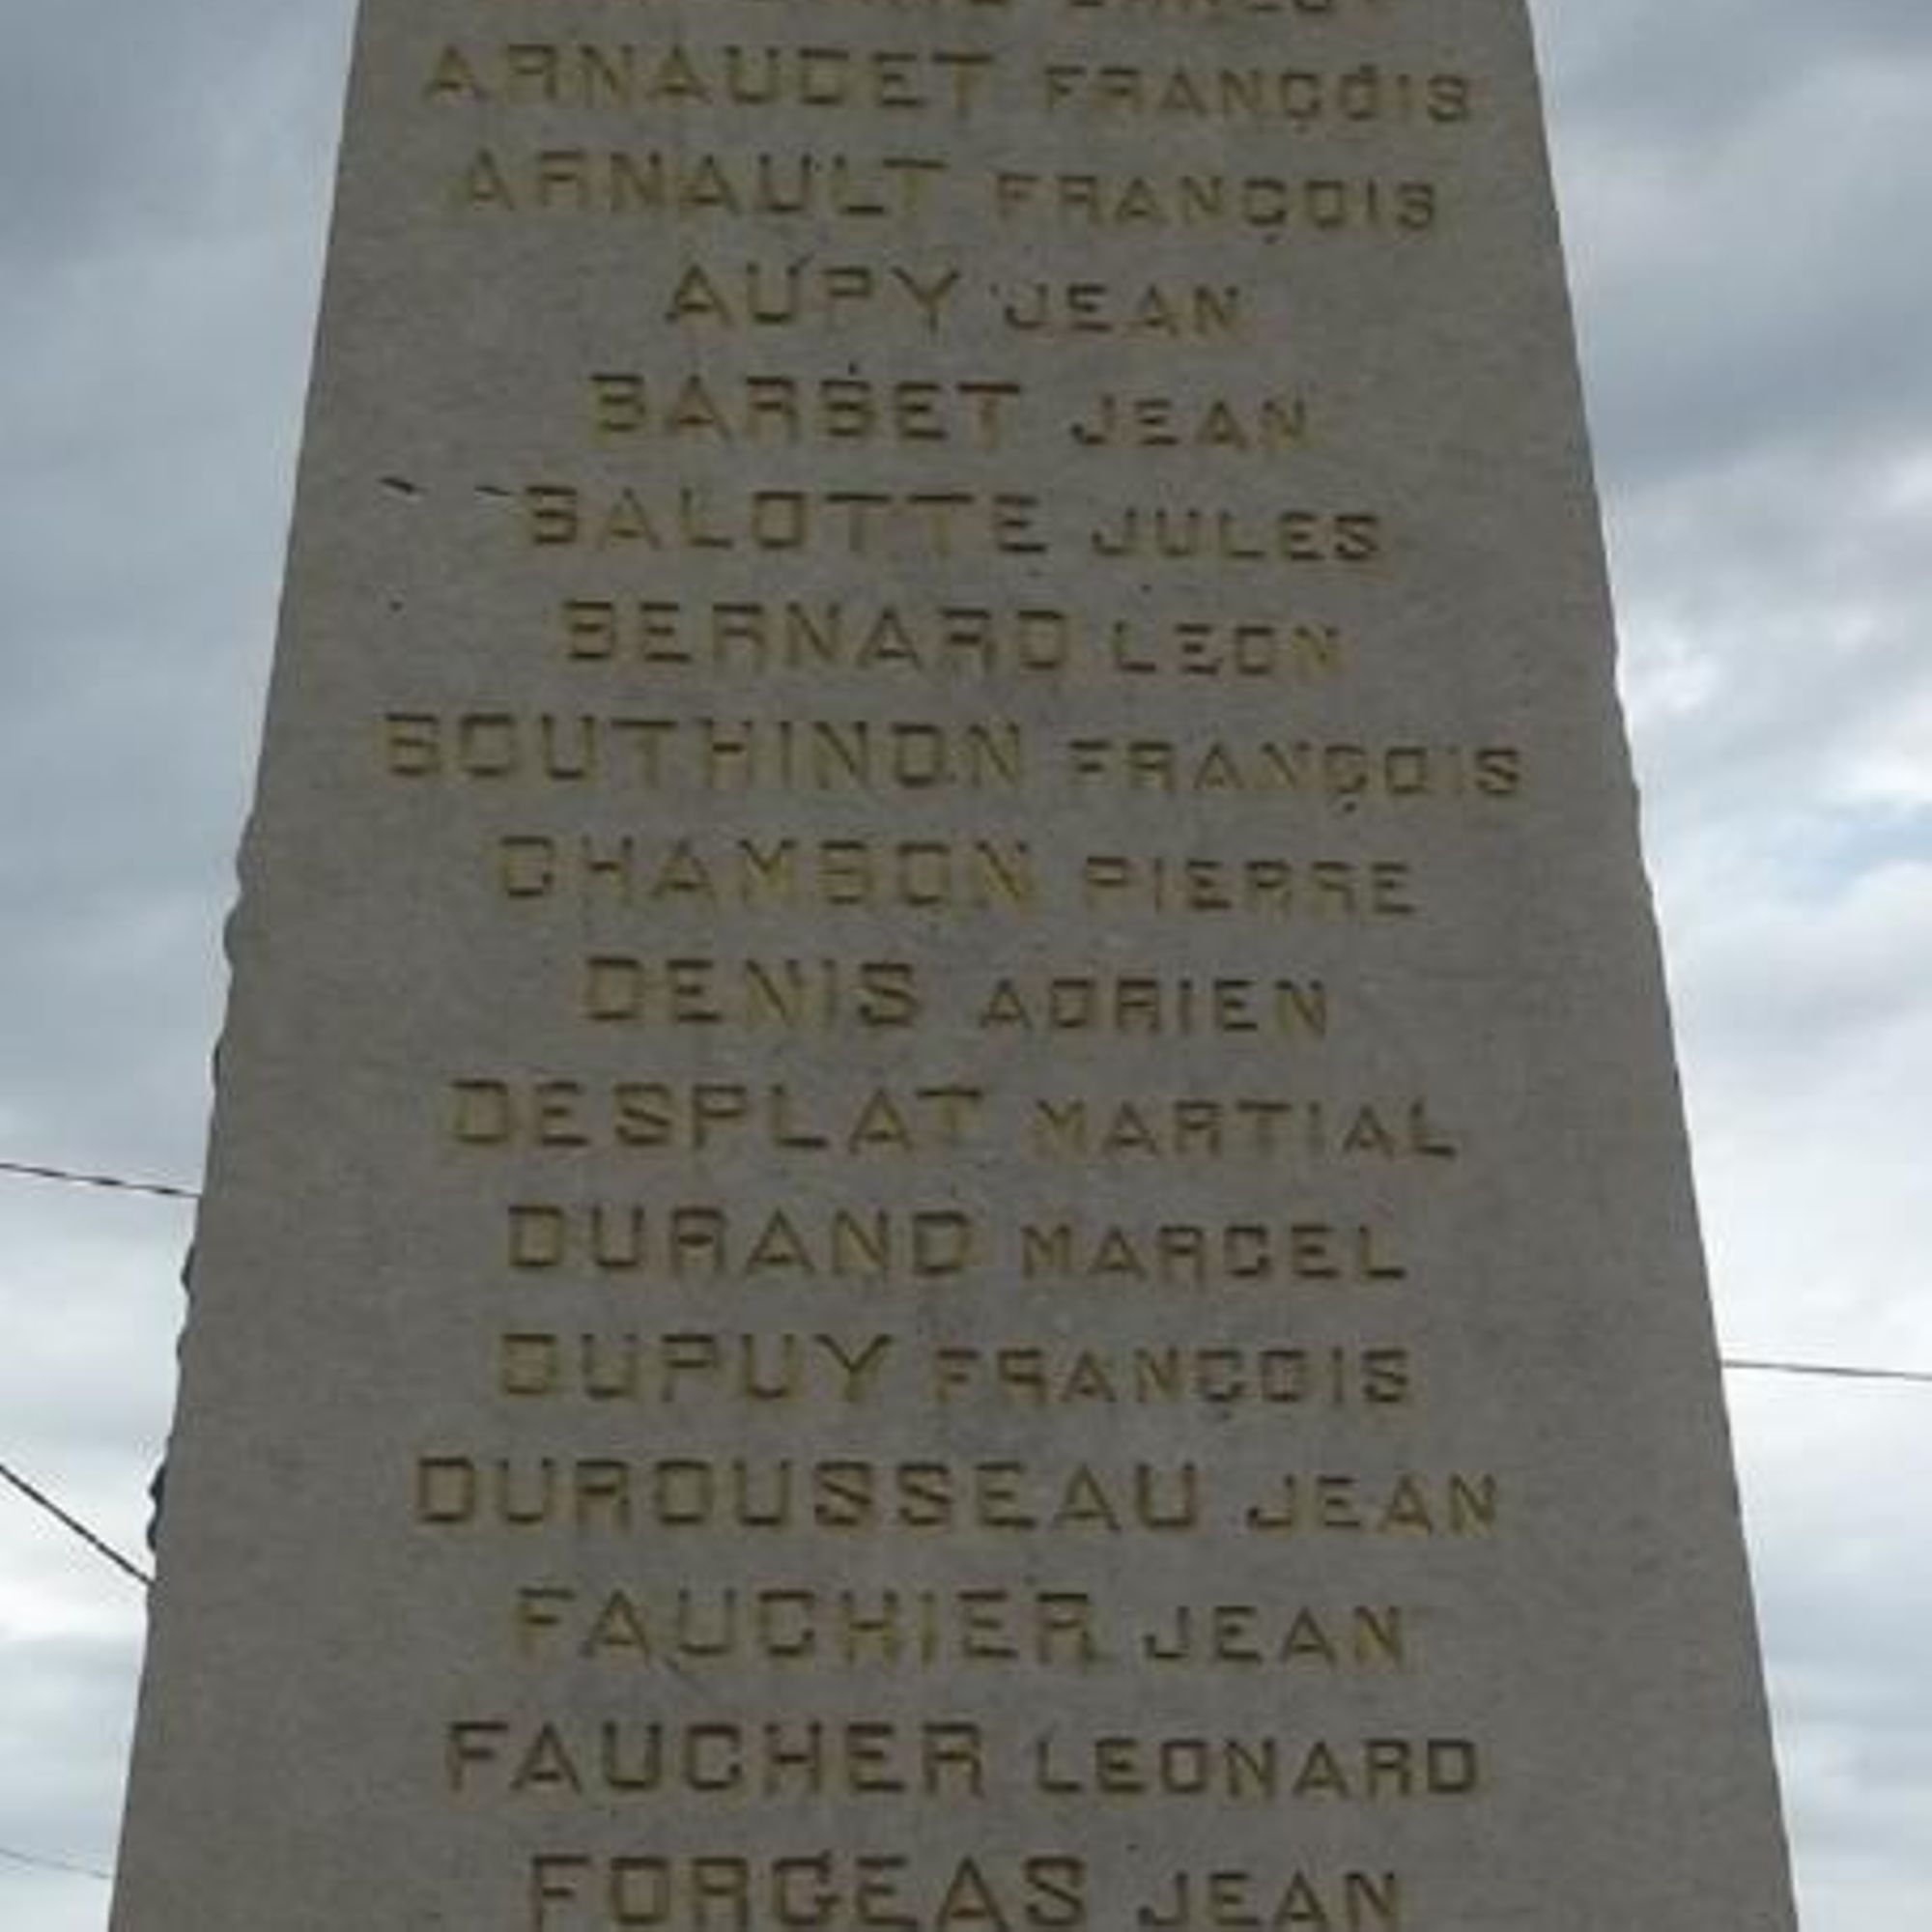 ARNAUDET FRANÇOIS
ARNAULT FRANÇOIS
AUPY JEAN
BARBET JEAN
BALOTTE JULES
BERNARD LEON
BOUTHINON FRANÇOIS
CHAMBON PIERRE
DENIS ADRIEN
DESPLAT MARTIAL
DURAND MARCEL
DUPUY FRANÇOIS
DUROUSSEAU JEAN
FAUCHIER JEAN
FAUCHER LEONARD
FORGEAS JEAN